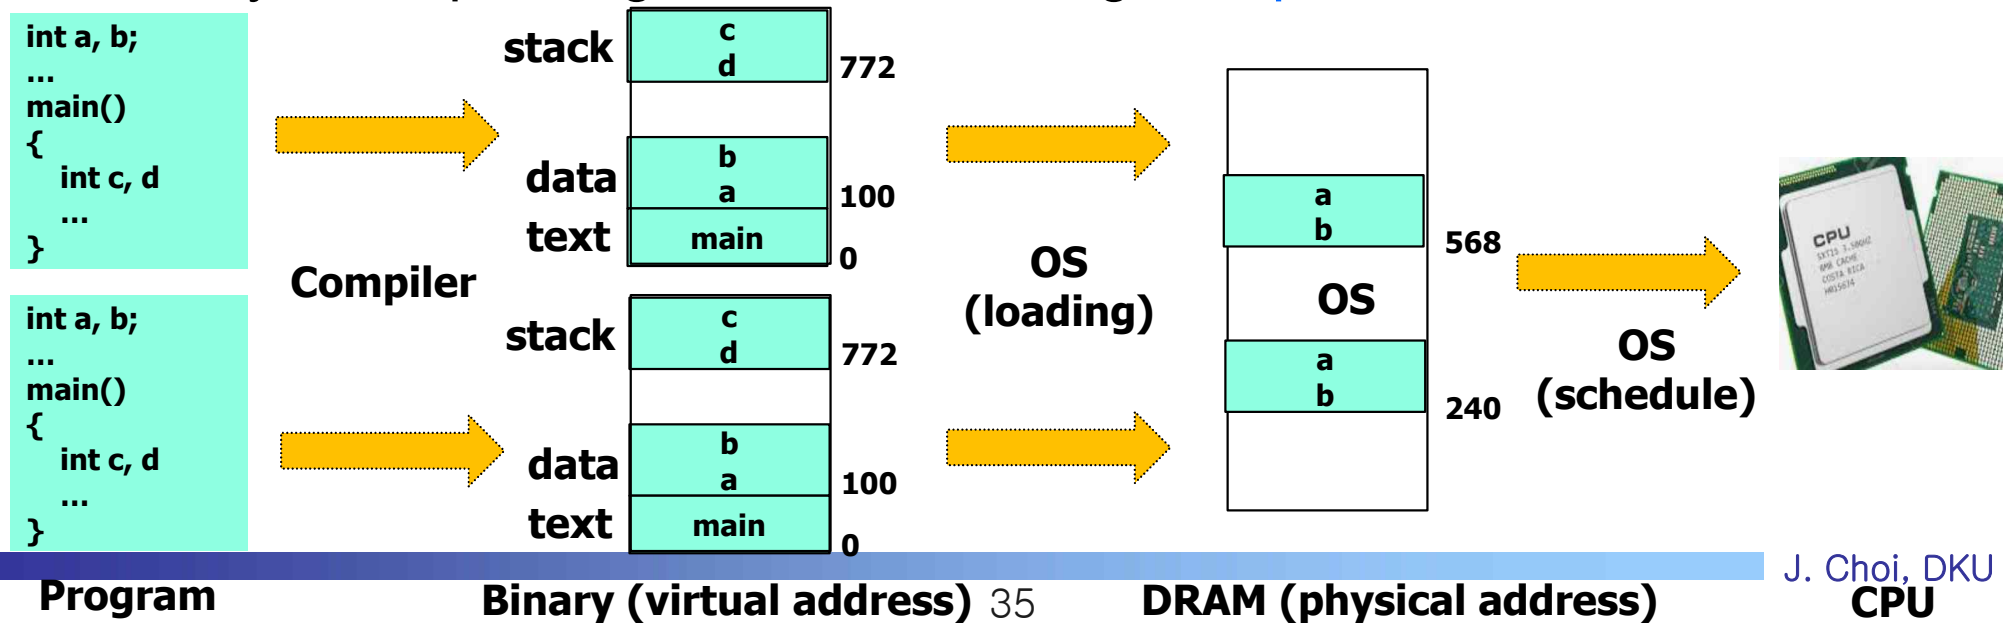 int a, b;
...
main()
{
int c, d
...
}
int a, b;
...
main()
{
int c, d
...
}
Compiler
stack
c
d
772
data
b
a
100
text
main
0
stack
c
d
772
data
b
a
100
text
main
0
OS
(loading)
a
b
568
OS
a
b
240
OS
(schedule)
CPU
COSTA RICA
J. Choi, DKU
Program
Binary (virtual address)
35
DRAM (physical address)
CPU